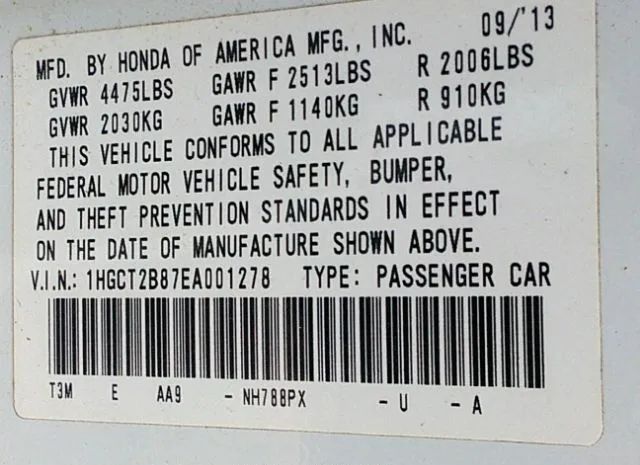 MFD. BY HONDA OF AMERICA MFG., INC. 09/'13
GVWR 4475LBS GAWR F 2513LBS R 2006LBS
GVWR 2030KG GAWR F 1140KG R 910KG
THIS VEHICLE CONFORMS TO ALL APPLICABLE
FEDERAL MOTOR VEHICLE SAFETY, BUMPER,
AND THEFT PREVENTION STANDARDS IN EFFECT
ON THE DATE OF MANUFACTURE SHOWN ABOVE.
V.I.N.: 1HGCT2B87EA001278 TYPE: PASSENGER CAR
T3M E AA9 - NH788PX - U - A